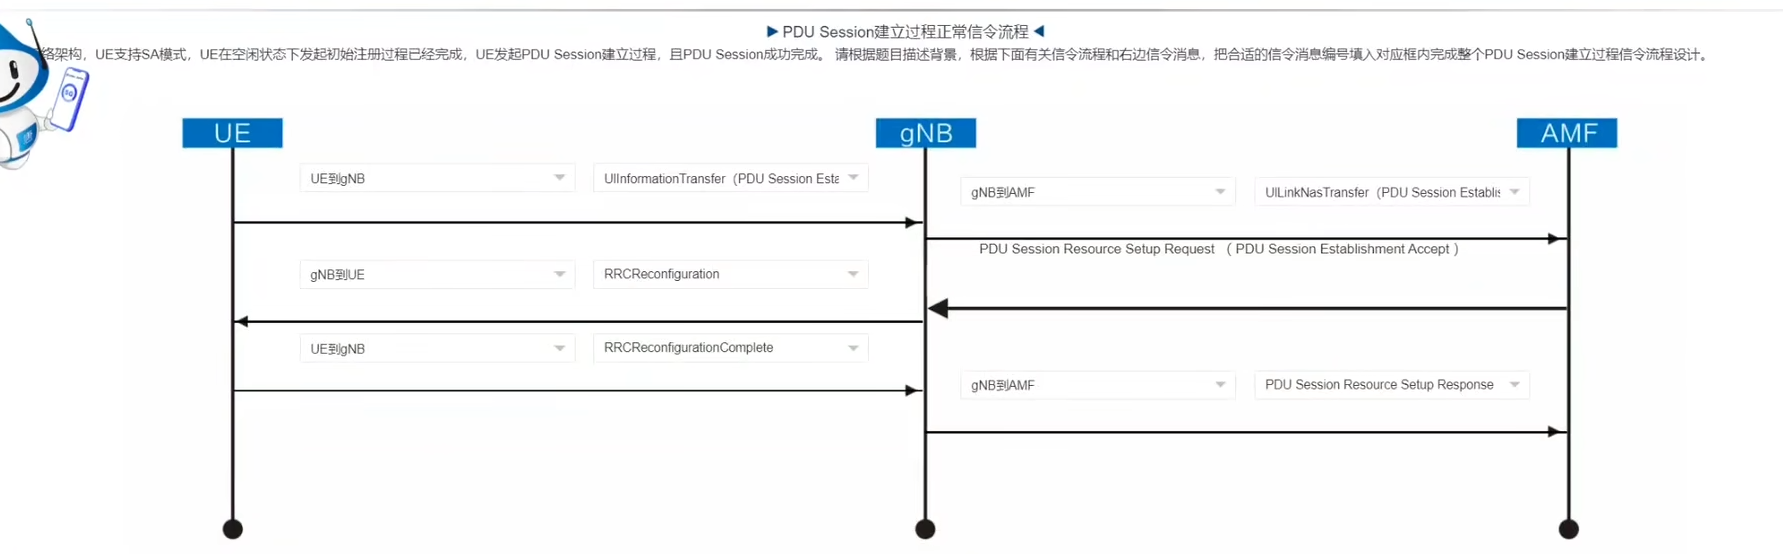 PDU Session建立过程正常信令流程
络架构，UE支持SA模式，UE在空闲状态下发起初始注册过程已经完成，UE发起PDU Session建立过程，且PDU Session成功完成。 请根据题目描述背景，根据下面有关信令流程和右边信令消息，把合适的信令消息编号填入对应框内完成整个PDU Session建立过程信令流程设计。
5G
UE
gNB
AMF
UE到gNB
UlInformationTransfer（PDU Session Esta
gNB到AMF
UlLinkNasTransfer（PDU Session Establis
PDU Session Resource Setup Request （ PDU Session Establishment Accept ）
gNB到UE
RRCReconfiguration
UE到gNB
RRCReconfigurationComplete
gNB到AMF
PDU Session Resource Setup Response